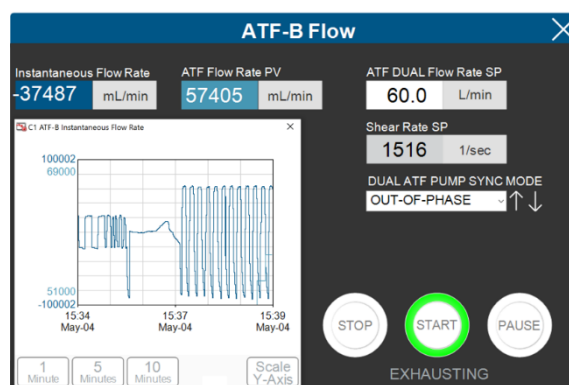 ATF-B Flow
Instantaneous Flow Rate
-37487 mL/min
ATF Flow Rate PV
57405 mL/min
ATF DUAL Flow Rate SP
60.0 L/min
Shear Rate SP
1516 1/sec
DUAL ATF PUMP SYNC MODE
OUT-OF-PHASE
C1 ATF-B Instantaneous Flow Rate
100002
69000
51000
-100002
15:34 15:37 15:39
May-04 May-04 May-04
1 Minute
5 Minutes
10 Minutes
Scale Y-Axis
STOP START PAUSE
EXHAUSTING